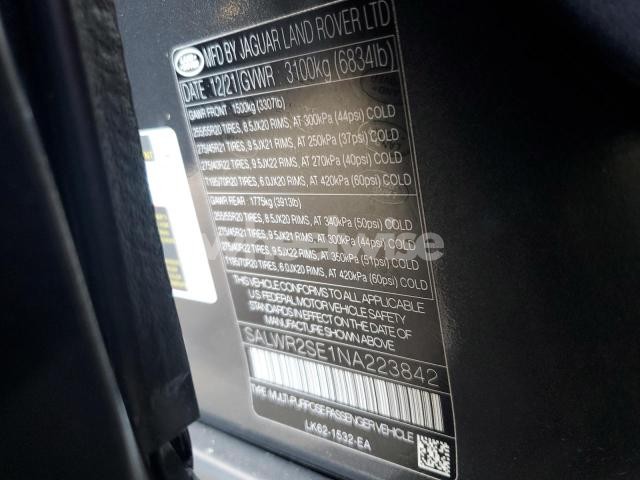 LAND ROVER
MFD BY JAGUAR LAND ROVER LTD
DATE 12/21 GVWR 3100kg (6834lb)
GAWR FRONT 1500kg (3307lb)
255/55R20 TIRES, 8.5JX20 RIMS, AT 300kPa (44psi) COLD
275/45R21 TIRES, 9.5JX21 RIMS, AT 250kPa (37psi) COLD
275/40R22 TIRES, 9.5JX22 RIMS, AT 270kPa (40psi) COLD
T195/70R20 TIRES, 6.0JX20 RIMS, AT 420kPa (60psi) COLD
GAWR REAR 1775kg (3913lb)
255/55R20 TIRES, 8.5JX20 RIMS, AT 340kPa (50psi) COLD
275/45R21 TIRES, 9.5JX21 RIMS, AT 300kPa (44psi) COLD
275/40R22 TIRES, 9.5JX22 RIMS, AT 350kPa (51psi) COLD
T195/70R20 TIRES, 6.0JX20 RIMS, AT 420kPa (60psi) COLD
THIS VEHICLE CONFORMS TO ALL APPLICABLE
U.S. FEDERAL MOTOR VEHICLE SAFETY
STANDARDS IN EFFECT ON THE DATE OF
MANUFACTURE SHOWN ABOVE
SALWR2SE1NA223842
TYPE: MULTI-PURPOSE PASSENGER VEHICLE
LK62-1532-EA